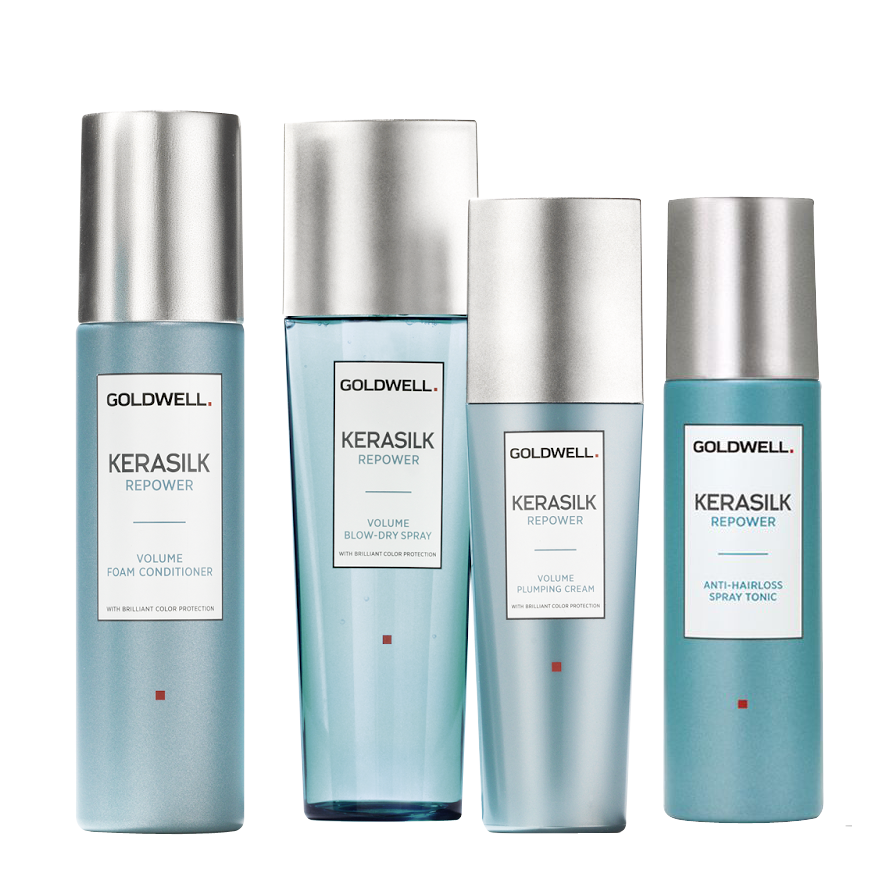 GOLDWELL.
KERASILK
REPOWER
VOLUME
FOAM CONDITIONER
WITH BRILLIANT COLOR PROTECTION
GOLDWELL.
KERASILK
REPOWER
VOLUME
BLOW-DRY SPRAY
WITH BRILLIANT COLOR PROTECTION
GOLDWELL.
KERASILK
REPOWER
VOLUME
PLUMPING CREAM
WITH BRILLIANT COLOR PROTECTION
GOLDWELL.
KERASILK
REPOWER
ANTI-HAIRLOSS
SPRAY TONIC